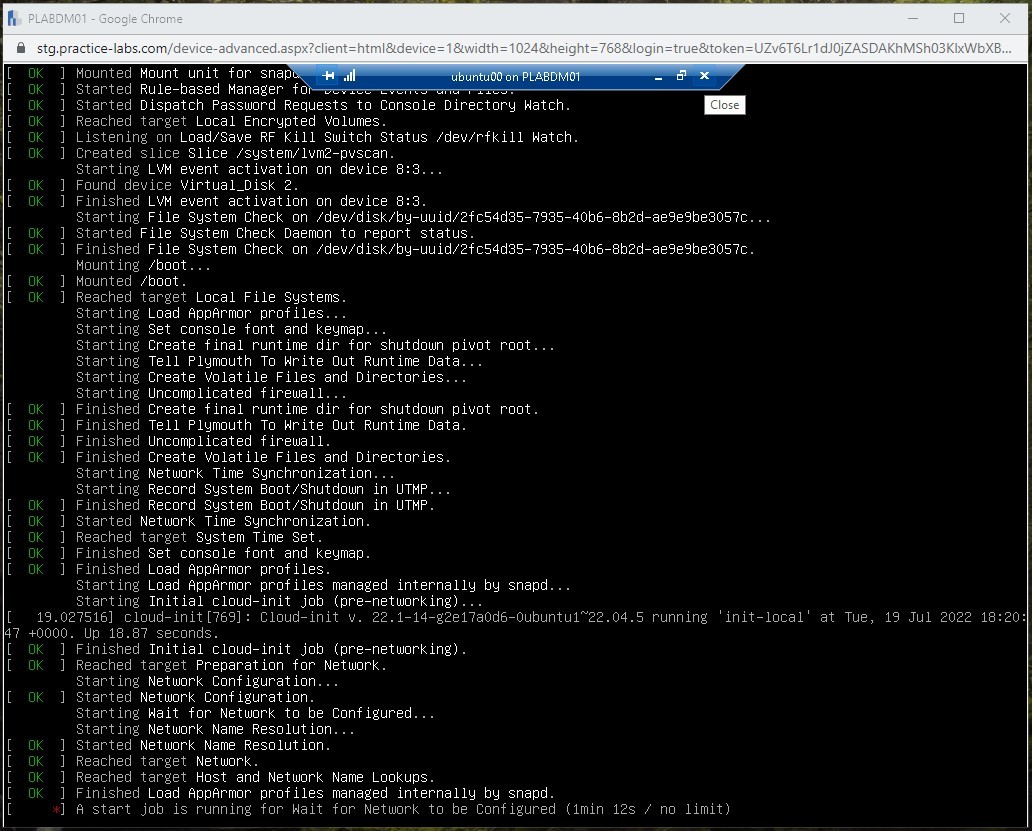 PLABDM01 - Google Chrome
stg.practice-labs.com/device-advanced.aspx?client=html&device=1&width=1024&height=768&login=true&token=UZv6T6Lr1dJ0jZASDAKhMSh03KlxWbXB...
ubuntu00 on PLABDM01
Close
[ OK ] Mounted Mount unit for
[ OK ] Started Rule-based Manager for Device Events and Files.
[ OK ] Started Dispatch Password Requests to Console Directory Watch.
[ OK ] Reached target Local Encrypted Volumes.
[ OK ] Listening on Load/Save RF Kill Switch Status /dev/rfkill Watch.
[ OK ] Created slice Slice /system/lvm2-pvscan.
Starting LVM event activation on device 8:3...
[ OK ] Found device Virtual_Disk 2.
[ OK ] Finished LVM event activation on device 8:3.
Starting File System Check on /dev/disk/by-uuid/2fc54d35-7935-40b6-8b2d-ae9e9be3057c...
[ OK ] Started File System Check Daemon to report status.
[ OK ] Finished File System Check on /dev/disk/by-uuid/2fc54d35-7935-40b6-8b2d-ae9e9be3057c.
Mounting /boot...
[ OK ] Mounted /boot.
[ OK ] Reached target Local File Systems.
Starting Load AppArmor profiles...
Starting Set console font and keymap...
Starting Create final runtime dir for shutdown pivot root...
Starting Tell Plymouth To Write Out Runtime Data...
Starting Create Volatile Files and Directories...
Starting Uncomplicated firewall...
[ OK ] Finished Create final runtime dir for shutdown pivot root.
[ OK ] Finished Tell Plymouth To Write Out Runtime Data.
[ OK ] Finished Uncomplicated firewall.
[ OK ] Finished Create Volatile Files and Directories.
Starting Network Time Synchronization...
Starting Record System Boot/Shutdown in UTMP...
[ OK ] Finished Record System Boot/Shutdown in UTMP.
[ OK ] Started Network Time Synchronization.
[ OK ] Reached target System Time Set.
[ OK ] Finished Set console font and keymap.
[ OK ] Finished Load AppArmor profiles.
Starting Load AppArmor profiles managed internally by snapd...
Starting Initial cloud-init job (pre-networking)...
[ 19.027516] cloud-init[769]: Cloud-init v. 22.1-14-g2e17a0d6-0ubuntu1~22.04.5 running 'init-local' at Tue, 19 Jul 2022 18:20:
47 +0000. Up 18.87 seconds.
[ OK ] Finished Initial cloud-init job (pre-networking).
[ OK ] Reached target Preparation for Network.
Starting Network Configuration...
[ OK ] Started Network Configuration.
Starting Wait for Network to be Configured...
Starting Network Name Resolution...
[ OK ] Started Network Name Resolution.
[ OK ] Reached target Network.
[ OK ] Reached target Host and Network Name Lookups.
[ OK ] Finished Load AppArmor profiles managed internally by snapd.
[ *] A start job is running for Wait for Network to be Configured (1min 12s / no limit)